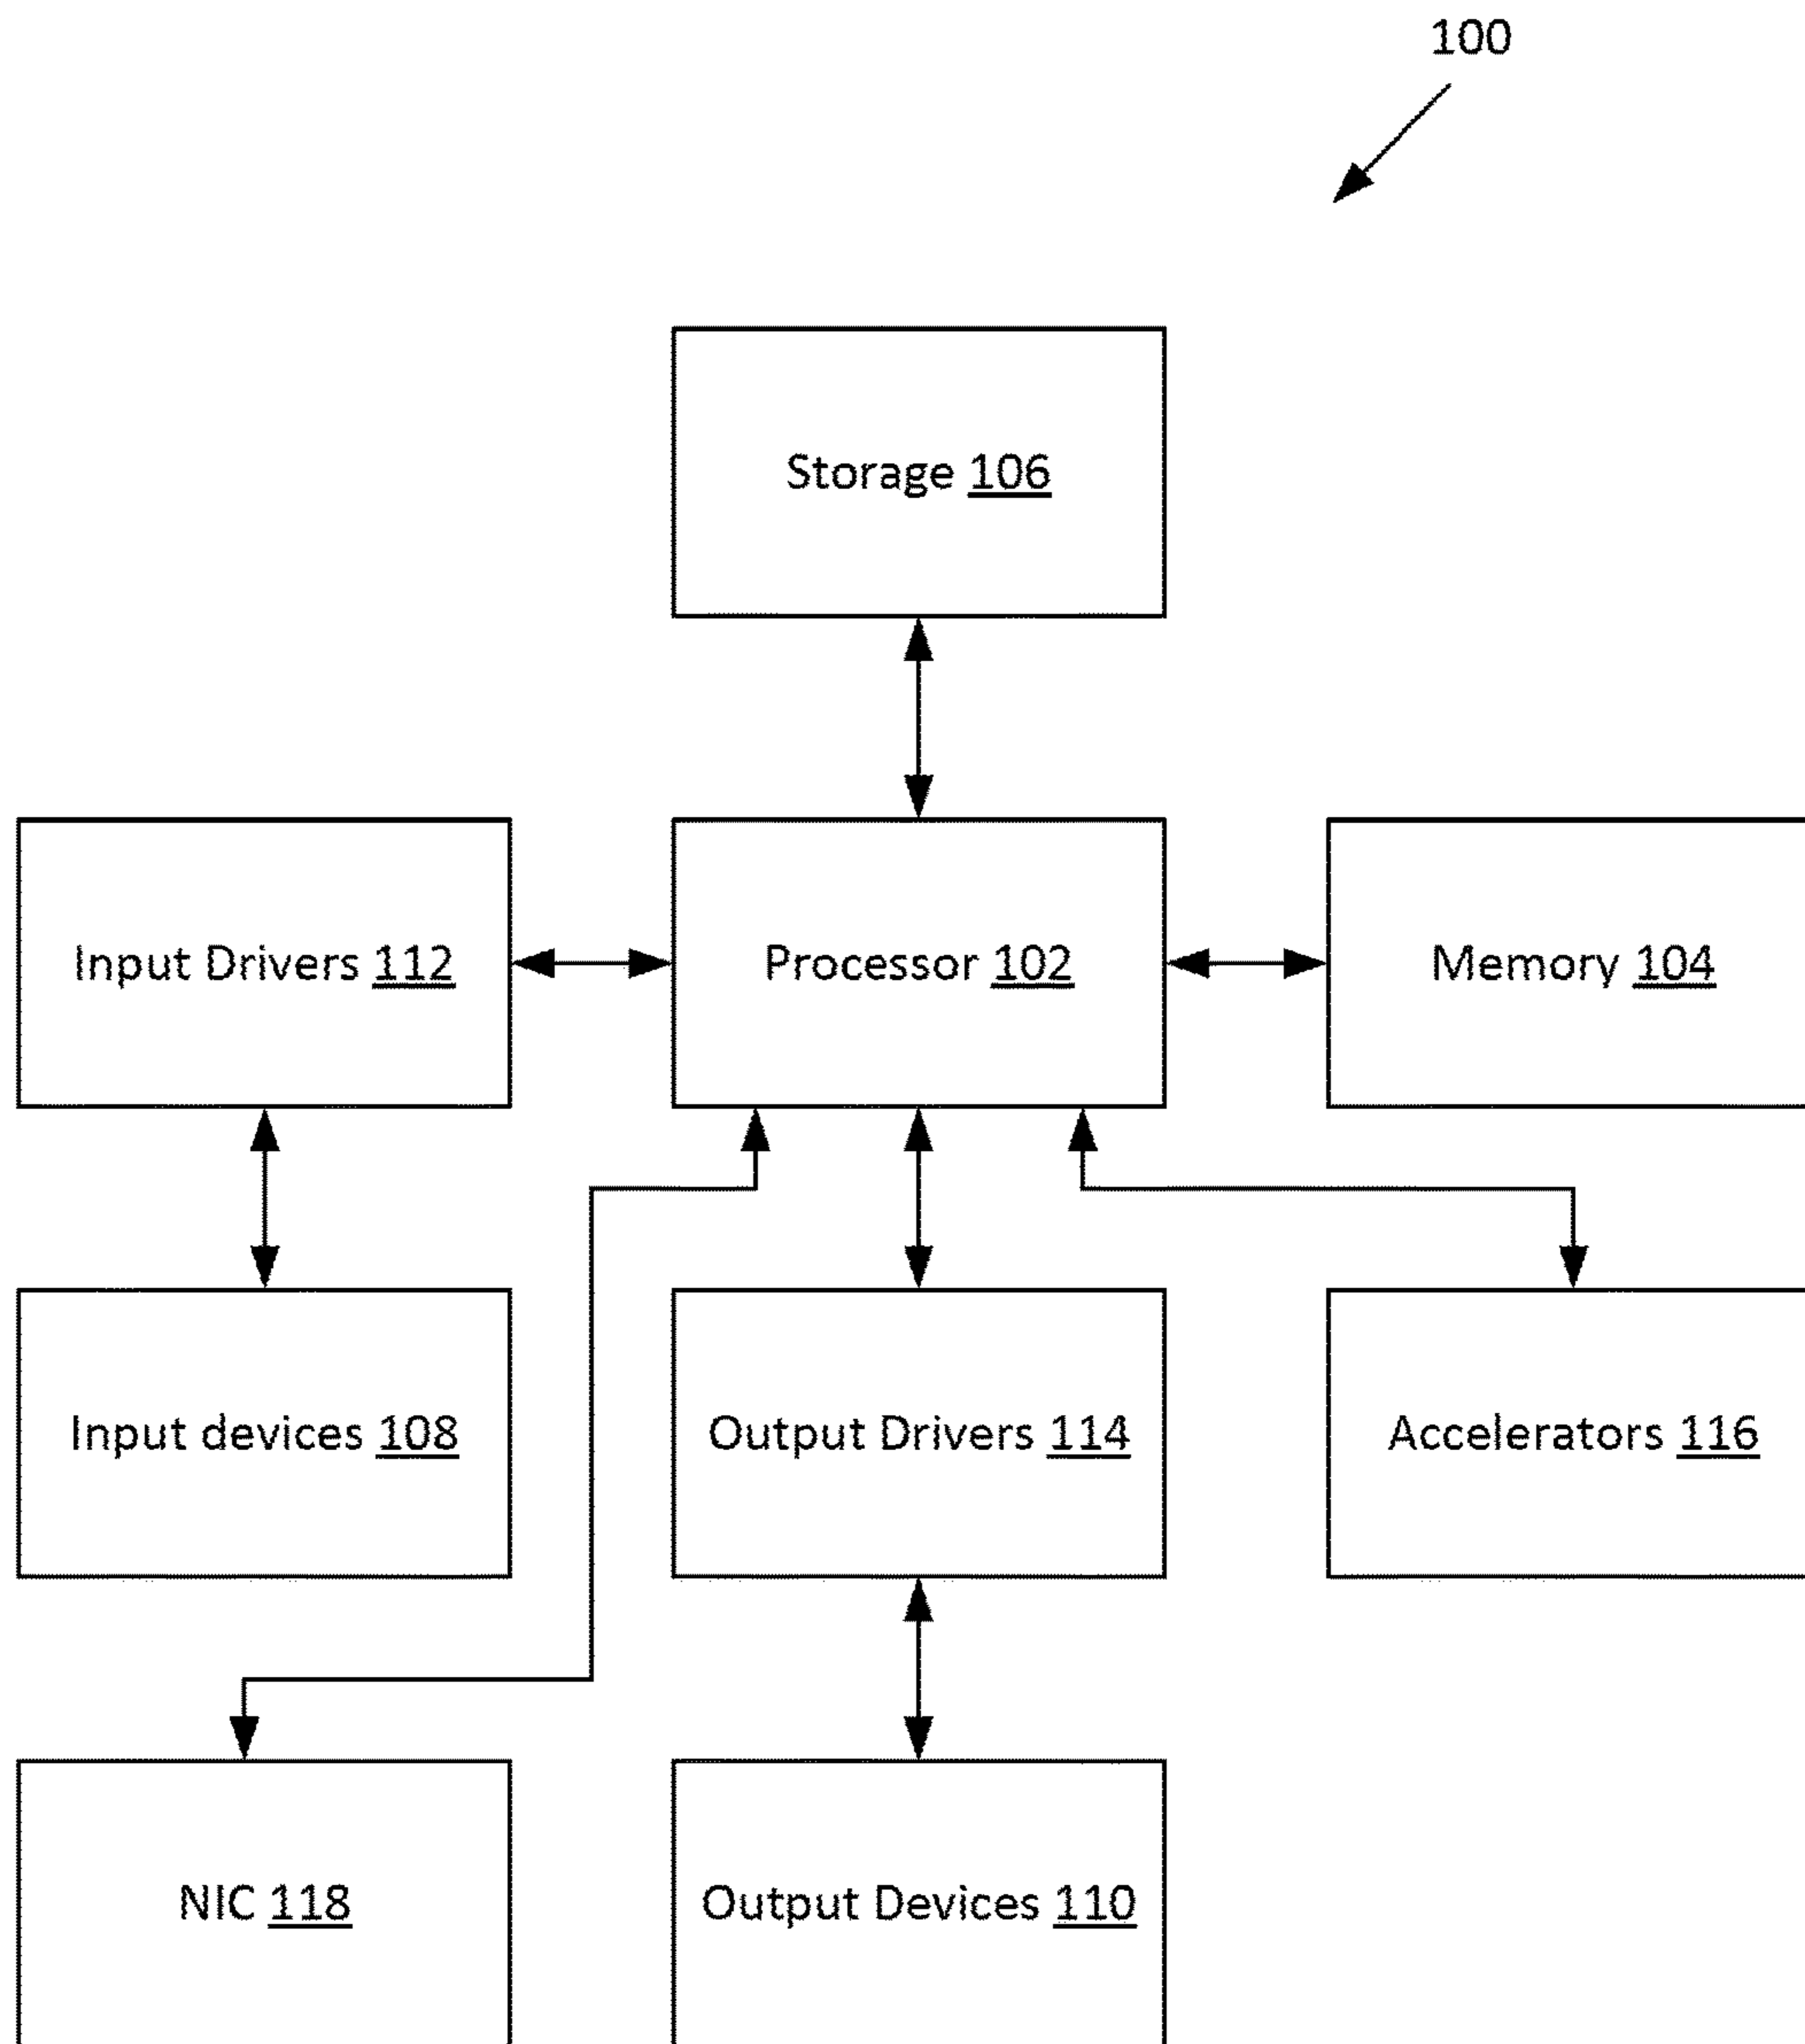 100
Storage 106
Input Drivers 112
Processor 102
Memory 104
Input devices 108
Output Drivers 114
Accelerators 116
NIC 118
Output Devices 110